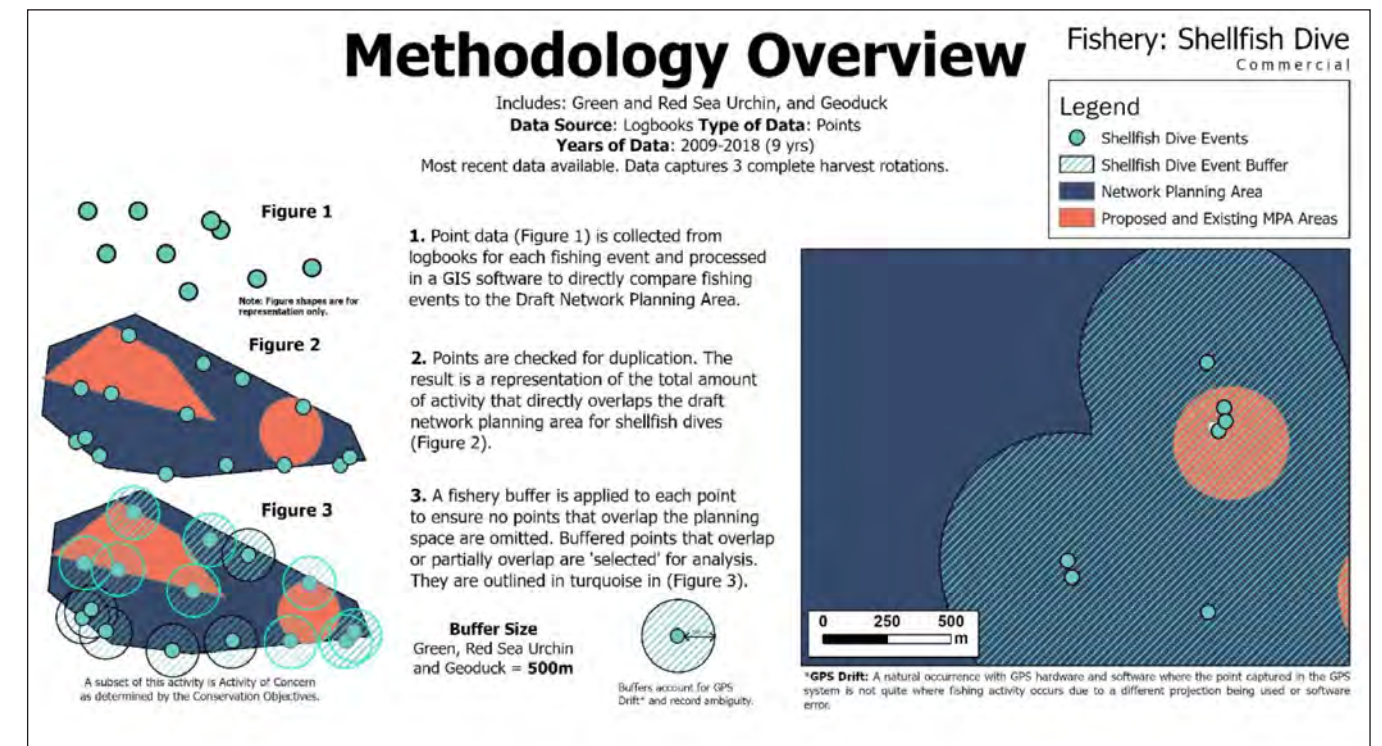 Methodology Overview
Includes: Green and Red Sea Urchin, and Geoduck
Data Source: Logbooks Type of Data: Points
Years of Data: 2009-2018 (9 yrs)
Most recent data available. Data captures 3 complete harvest rotations.
Fishery: Shellfish Dive
Commercial
Legend
Shellfish Dive Events
Shellfish Dive Event Buffer
Network Planning Area
Proposed and Existing MPA Areas
Figure 1
Note: Figure shapes are for
representation only.
Figure 2
Figure 3
A subset of this activity is Activity of Concern
as determined by the Conservation Objectives.
1. Point data (Figure 1) is collected from
logbooks for each fishing event and processed
in a GIS software to directly compare fishing
events to the Draft Network Planning Area.
2. Points are checked for duplication. The
result is a representation of the total amount
of activity that directly overlaps the draft
network planning area for shellfish dives
(Figure 2).
3. A fishery buffer is applied to each point
to ensure no points that overlap the planning
space are omitted. Buffered points that overlap
or partially overlap are 'selected' for analysis.
They are outlined in turquoise in (Figure 3).
Buffer Size
Green, Red Sea Urchin
and Geoduck = 500m
Buffers account for GPS
Drift* and record ambiguity.
0 250 500
m
*GPS Drift: A natural occurrence with GPS hardware and software where the point captured in the GPS
system is not quite where fishing activity occurs due to a different projection being used or software
error.